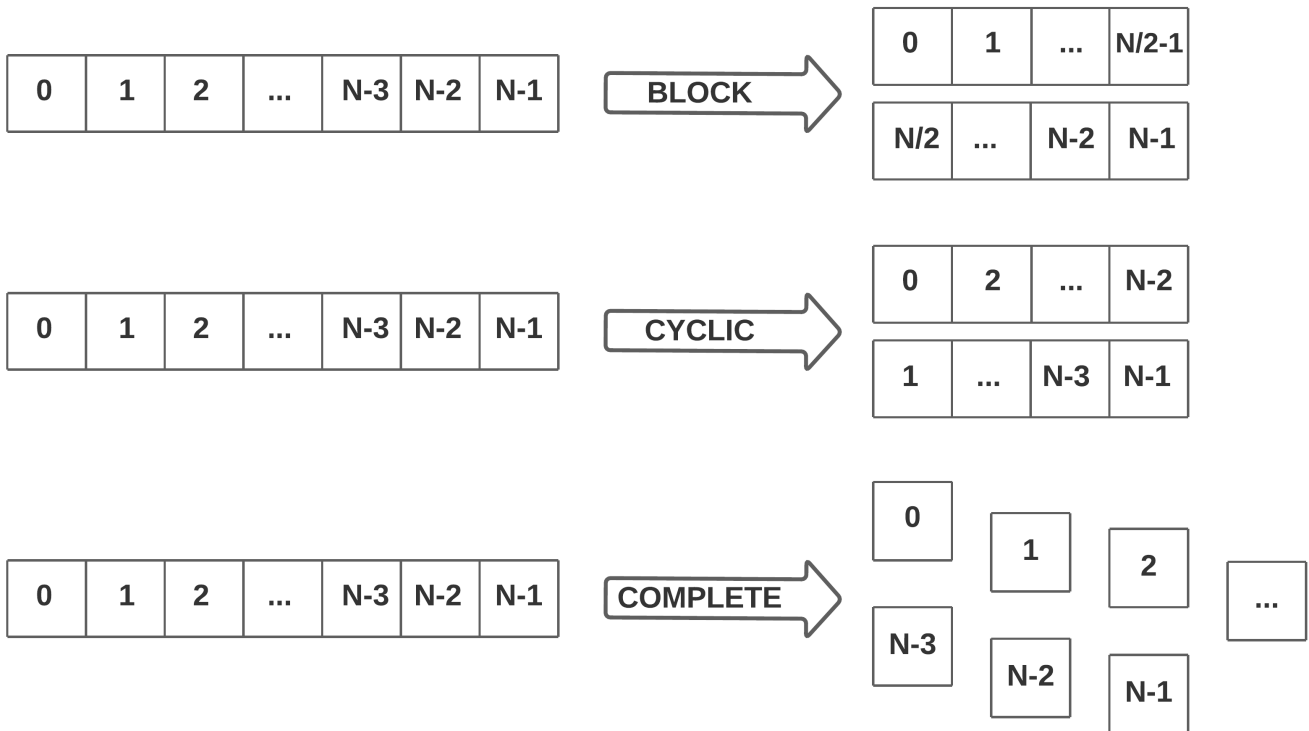 0 1 ... N/2-1
0 1 2 ... N-3 N-2 N-1 BLOCK
N/2 ... N-2 N-1
0 2 ... N-2
0 1 2 ... N-3 N-2 N-1 CYCLIC
1 ... N-3 N-1
0
1
2
0 1 2 ... N-3 N-2 N-1 COMPLETE ...
N-3
N-2
N-1